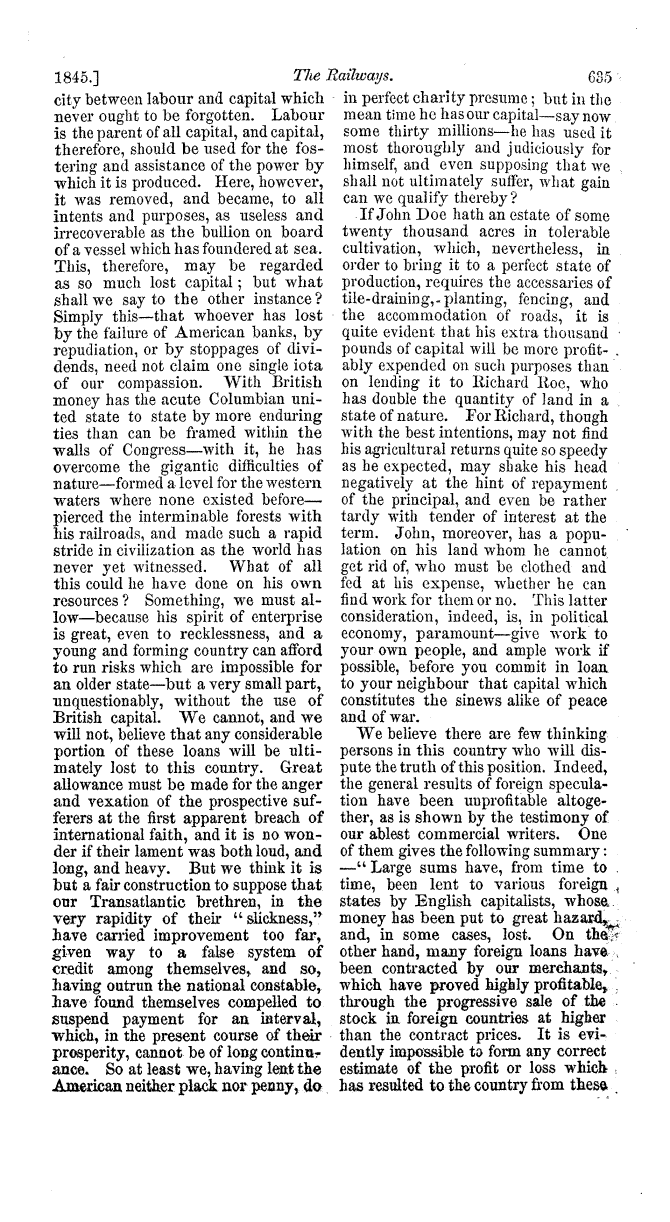 1845.] The Railways. 635
city between labour and capital which
never ought to be forgotten. Labour
is the parent of all capital, and capital,
therefore, should be used for the fos-
tering and assistance of the power by
which it is produced. Here, however,
it was removed, and became, to all
intents and purposes, as useless and
irrecoverable as the bullion on board
of a vessel which has foundered at sea.
This, therefore, may be regarded
as so much lost capital; but what
shall we say to the other instance?
Simply this—that whoever has lost
by the failure of American banks, by
repudiation, or by stoppages of divi-
dends, need not claim one single iota
of our compassion. With British
money has the acute Columbian uni-
ted state to state by more enduring
ties than can be framed within the
walls of Congress—with it, he has
overcome the gigantic difficulties of
nature—formed a level for the western
waters where none existed before—
pierced the interminable forests with
his railroads, and made such a rapid
stride in civilization as the world has
never yet witnessed. What of all
this could he have done on his own
resources? Something, we must al-
low—because his spirit of enterprise
is great, even to recklessness, and a
young and forming country can afford
to run risks which are impossible for
an older state—but a very small part,
unquestionably, without the use of
British capital. We cannot, and we
will not, believe that any considerable
portion of these loans will be ulti-
mately lost to this country. Great
allowance must be made for the anger
and vexation of the prospective suf-
ferers at the first apparent breach of
international faith, and it is no won-
der if their lament was both loud, and
long, and heavy. But we think it is
but a fair construction to suppose that
our Transatlantic brethren, in the
very rapidity of their "slickness,"
have carried improvement too far,
given way to a false system of
credit among themselves, and so,
having outrun the national constable,
have found themselves compelled to
suspend payment for an interval,
which, in the present course of their
prosperity, cannot be of long continu-
ance. So at least we, having lent the
American neither plack nor penny, do
in perfect charity presume; but in the
mean time he has our capital—say now
some thirty millions—he has used it
most thoroughly and judiciously for
himself, and even supposing that we
shall not ultimately suffer, what gain
can we qualify thereby?
If John Doe hath an estate of some
twenty thousand acres in tolerable
cultivation, which, nevertheless, in
order to bring it to a perfect state of
production, requires the accessaries of
tile-draining, planting, fencing, and
the accommodation of roads, it is
quite evident that his extra thousand
pounds of capital will be more profit-
ably expended on such purposes than
on lending it to Richard Roe, who
has double the quantity of land in a
state of nature. For Richard, though
with the best intentions, may not find
his agricultural returns quite so speedy
as he expected, may shake his head
negatively at the hint of repayment
of the principal, and even be rather
tardy with tender of interest at the
term. John, moreover, has a popu-
lation on his land whom he cannot
get rid of, who must be clothed and
fed at his expense, whether he can
find work for them or no. This latter
consideration, indeed, is, in political
economy, paramount—give work to
your own people, and ample work if
possible, before you commit in loan
to your neighbour that capital which
constitutes the sinews alike of peace
and of war.
We believe there are few thinking
persons in this country who will dis-
pute the truth of this position. Indeed,
the general results of foreign specula-
tion have been unprofitable altoge-
ther, as is shown by the testimony of
our ablest commercial writers. One
of them gives the following summary:
—"Large sums have, from time to
time, been lent to various foreign
states by English capitalists, whose
money has been put to great hazard,
and, in some cases, lost. On the
other hand, many foreign loans have
been contracted by our merchants,
which have proved highly profitable,
through the progressive sale of the
stock in foreign countries at higher
than the contract prices. It is evi-
dently impossible to form any correct
estimate of the profit or loss which
has resulted to the country from these